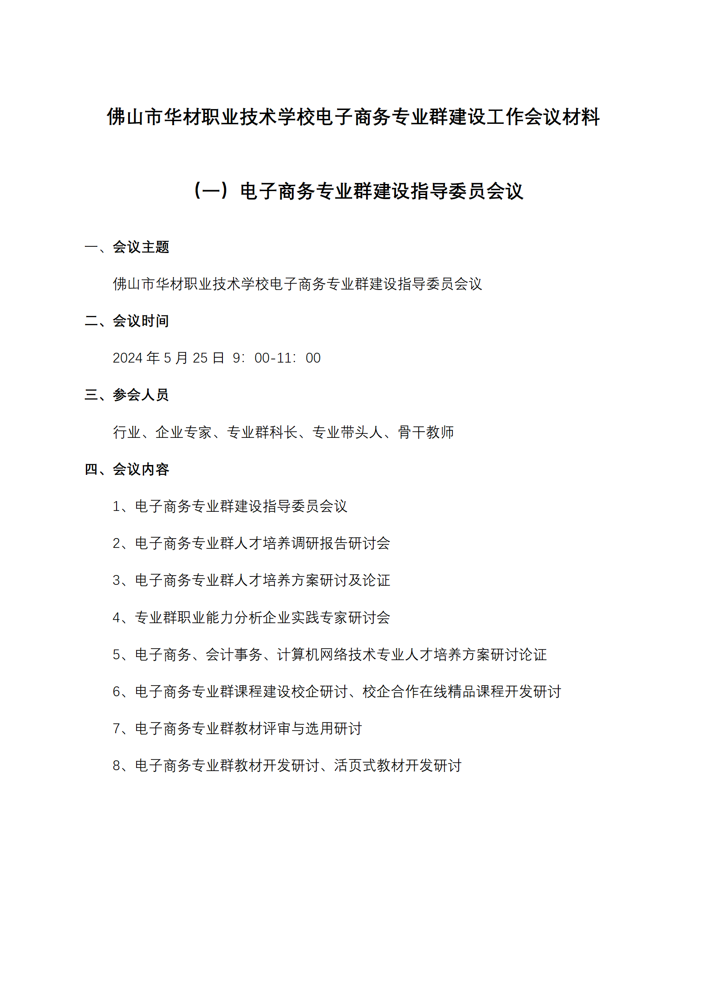 佛山市华材职业技术学校电子商务专业群建设工作会议材料
（一）电子商务专业群建设指导委员会议
一、会议主题
佛山市华材职业技术学校电子商务专业群建设指导委员会议
二、会议时间
2024 年 5 月 25 日 9：00-11：00
三、参会人员
行业、企业专家、专业群科长、专业带头人、骨干教师
四、会议内容
1、电子商务专业群建设指导委员会议
2、电子商务专业群人才培养调研报告研讨会
3、电子商务专业群人才培养方案研讨及论证
4、专业群职业能力分析企业实践专家研讨会
5、电子商务、会计事务、计算机网络技术专业人才培养方案研讨论证
6、电子商务专业群课程建设校企研讨、校企合作在线精品课程开发研讨
7、电子商务专业群教材评审与选用研讨
8、电子商务专业群教材开发研讨、活页式教材开发研讨